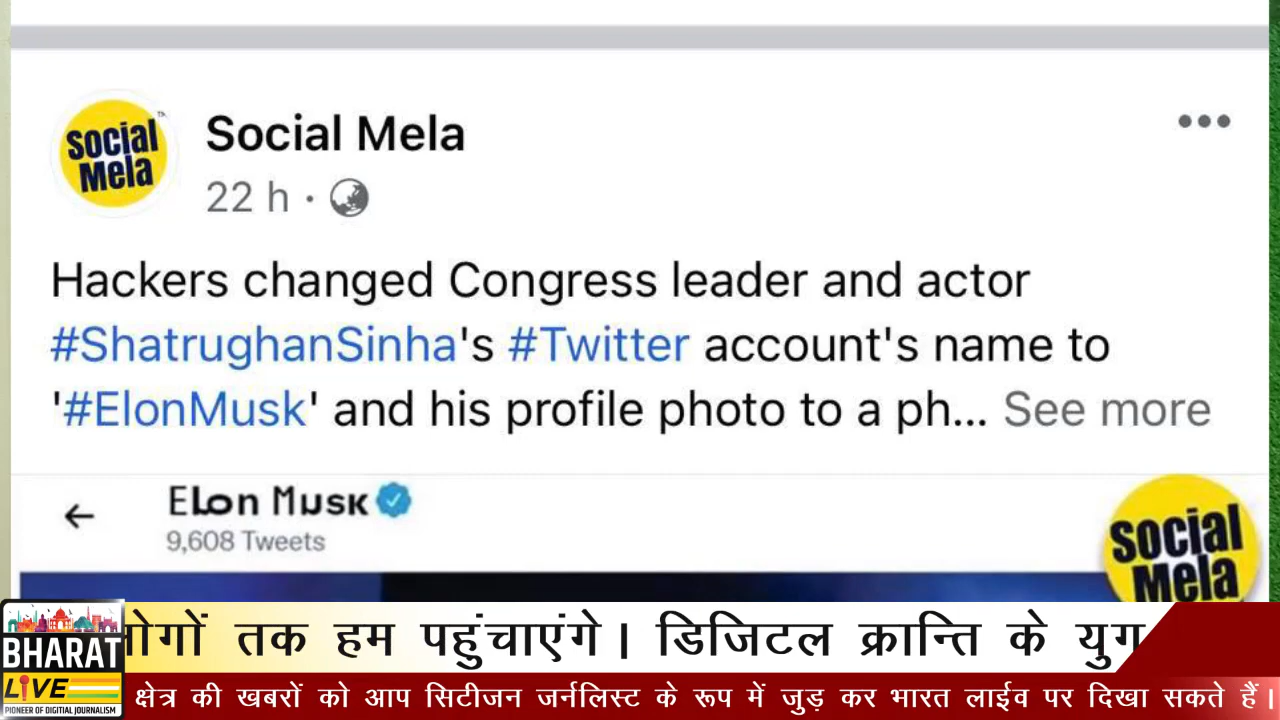 social
Mela
TM
Social Mela
22 h
Hackers changed Congress leader and actor
#ShatrughanSinha's #Twitter account's name to
'#ElonMusk' and his profile photo to a ph... See more
Elon Musk
9,608 Tweets
social
Mela
तक हम पहुंचाएंगे। डिजिटल क्रान्ति के युग
BHARAT
LIVE
PIONEER OF DIGITAL JOURNALISM
क्षेत्र की खबरों को आप सिटीजन जर्नलिस्ट के रूप में जुड़ कर भारत लाईव पर दिखा सकते हैं।